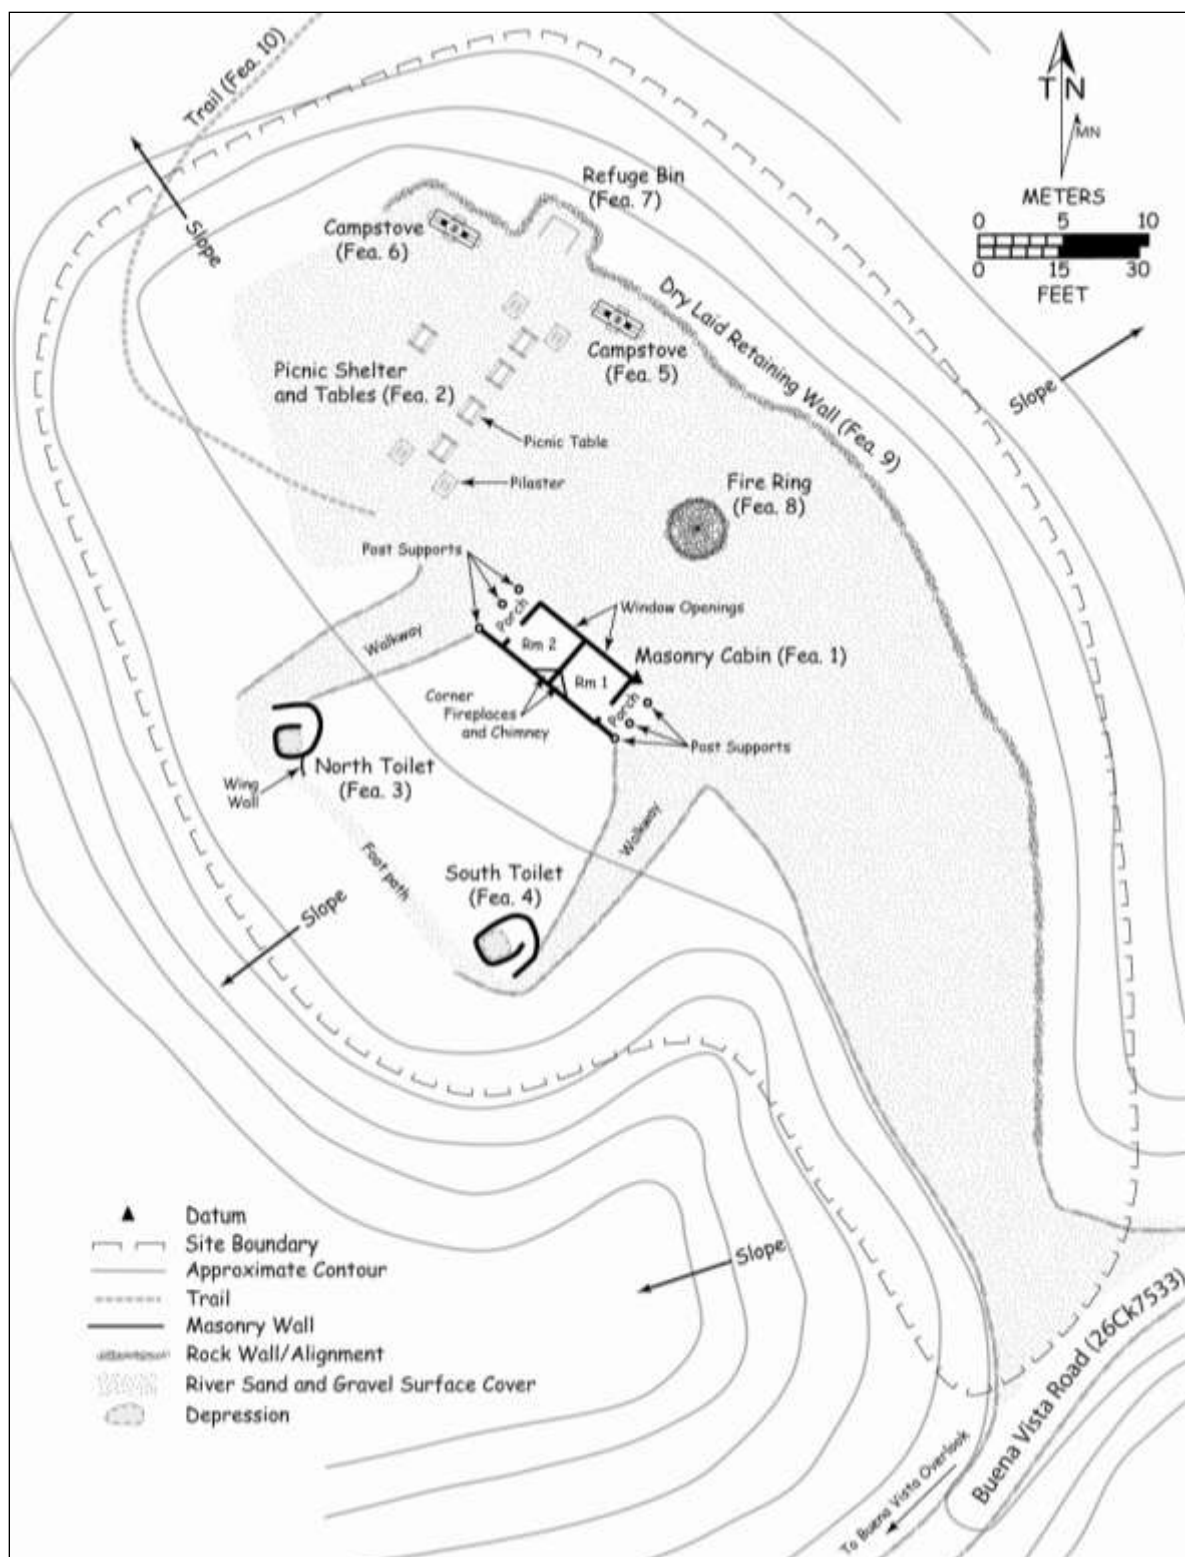 Trail (Fea. 10)
T N
MN
METERS
0 5 10
0 15 30
FEET
Slope
Refuge Bin
(Fea. 7)
Campstove
(Fea. 6)
Dry Laid Retaining Wall (Fea. 9)
Campstove
(Fea. 5)
Slope
Picnic Shelter
and Tables (Fea. 2)
Picnic Table
Pilaster
Fire Ring
(Fea. 8)
Post Supports
Porch
Window Openings
Walkway
Rm 2
Masonry Cabin (Fea. 1)
Rm 1
Corner
Fireplaces
and Chimney
Porch
Post Supports
North Toilet
(Fea. 3)
Wing
Wall
Walkway
Foot path
South Toilet
(Fea. 4)
Slope
Slope
Datum
Site Boundary
Approximate Contour
Trail
Masonry Wall
Rock Wall/Alignment
River Sand and Gravel Surface Cover
Depression
Buena Vista Road (26Ck7533)
To Buena Vista Overlook